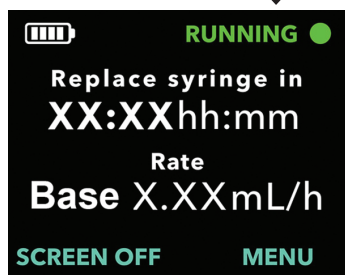 RUNNING
Replace syringe in
XX:XXhh:mm
Rate
Base X.XXmL/h
SCREEN OFF MENU